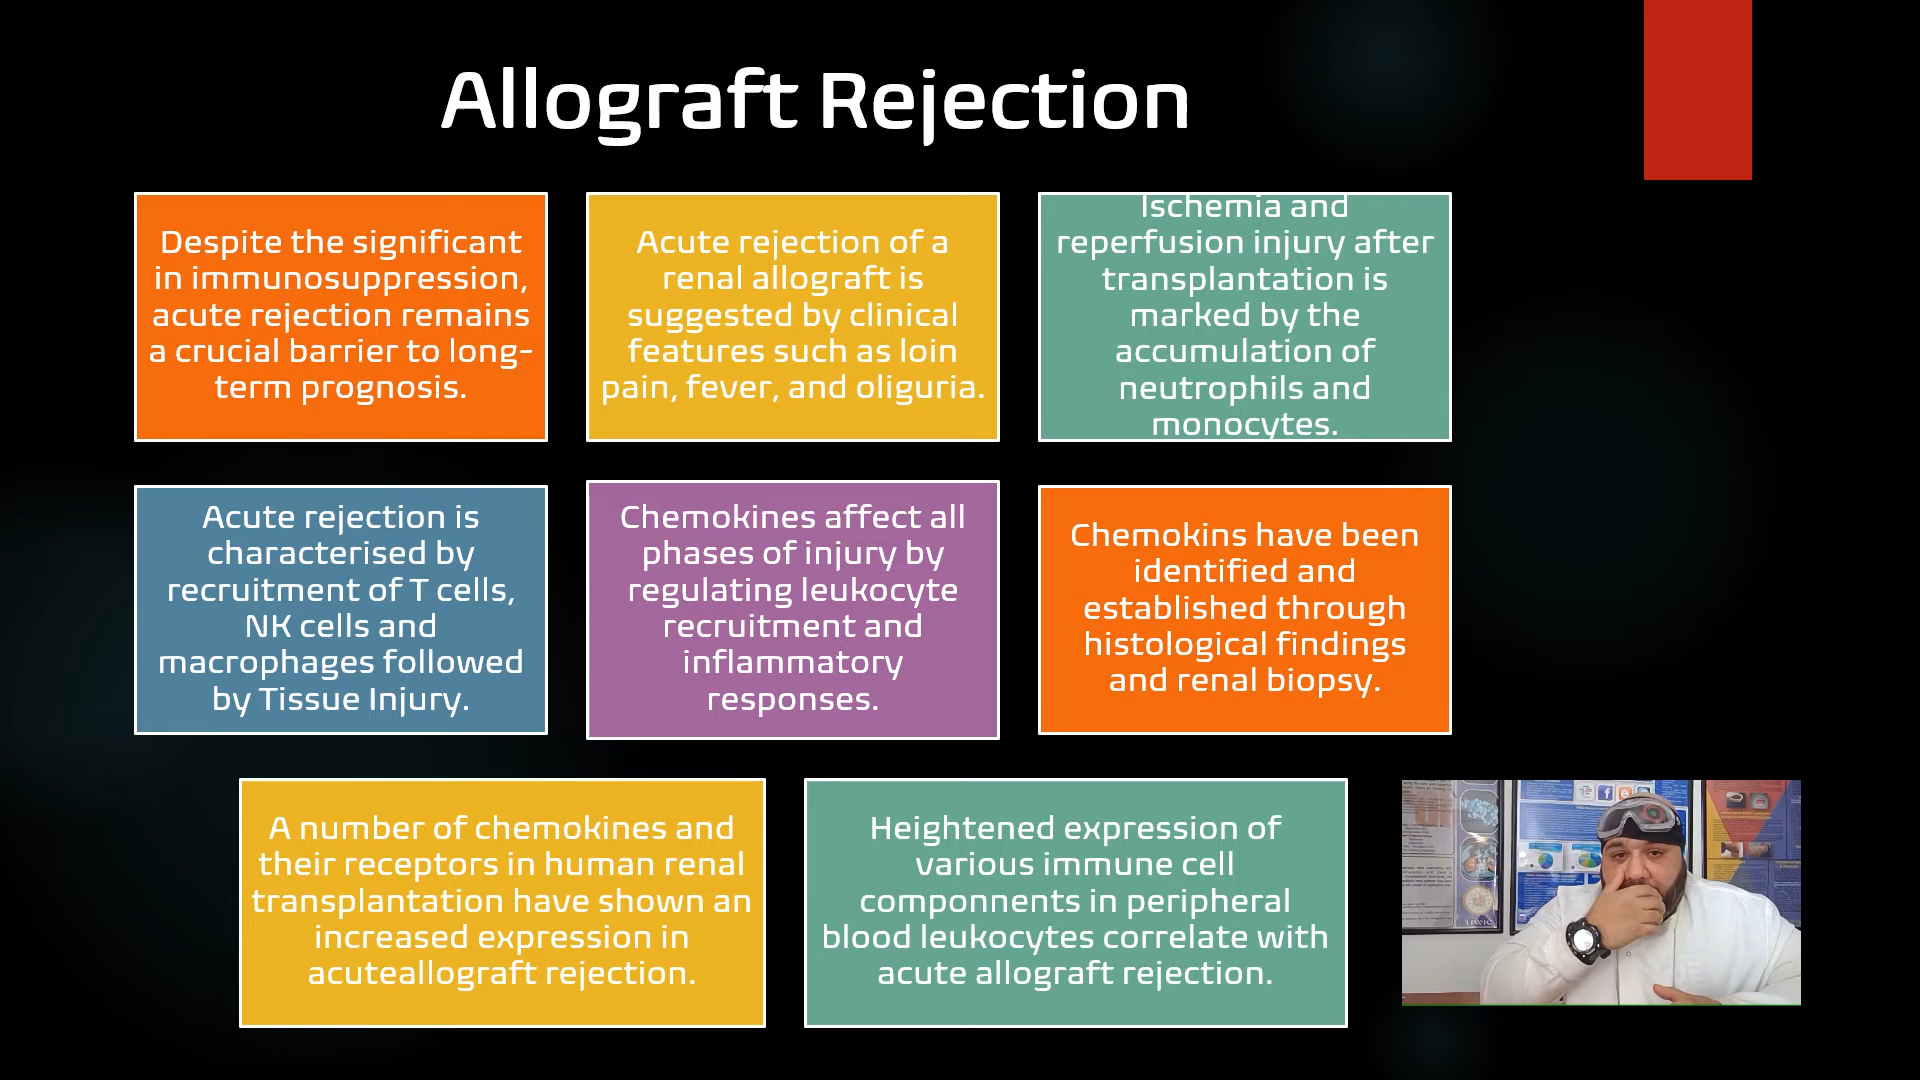 Allograft Rejection
Despite the significant
in immunosuppression,
acute rejection remains
a crucial barrier to long-
term prognosis.
Acute rejection of a
renal allograft is
suggested by clinical
features such as loin
pain, fever, and oliguria.
Ischemia and
reperfusion injury after
transplantation is
marked by the
accumulation of
neutrophils and
monocytes.
Acute rejection is
characterised by
recruitment of T cells,
NK cells and
macrophages followed
by Tissue Injury.
Chemokines affect all
phases of injury by
regulating leukocyte
recruitment and
inflammatory
responses.
Chemokins have been
identified and
established through
histological findings
and renal biopsy.
A number of chemokines and
their receptors in human renal
transplantation have shown an
increased expression in
acuteallograft rejection.
Heightened expression of
various immune cell
componnents in peripheral
blood leukocytes correlate with
acute allograft rejection.